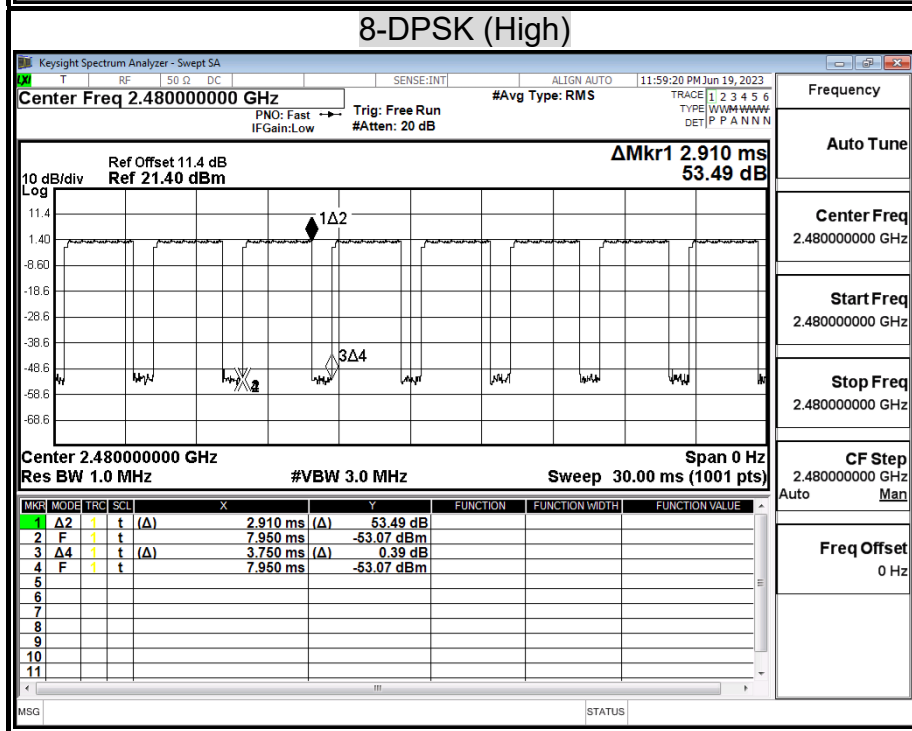 8-DPSK (High)
Keysight Spectrum Analyzer - Swept SA
LXI T RF 50 Ω DC SENSE:INT ALIGN AUTO 11:59:20 PM Jun 19, 2023
Center Freq 2.480000000 GHz #Avg Type: RMS TRACE 1 2 3 4 5 6
PNO: Fast Trig: Free Run TYPE WWMWWW
IFGain:Low #Atten: 20 dB DET P P A N N N
ΔMkr1 2.910 ms
53.49 dB
Ref Offset 11.4 dB
10 dB/div Ref 21.40 dBm
Log
11.4
1.40
-8.60
-18.6
-28.6
-38.6
-48.6
-58.6
-68.6
1Δ2
3Δ4
2
Center 2.480000000 GHz Span 0 Hz
Res BW 1.0 MHz #VBW 3.0 MHz Sweep 30.00 ms (1001 pts)
MKR MODE TRC SCL X Y FUNCTION FUNCTION WIDTH FUNCTION VALUE
1 Δ2 1 t (Δ) 2.910 ms (Δ) 53.49 dB
2 F 1 t 7.950 ms -53.07 dBm
3 Δ4 1 t (Δ) 3.750 ms (Δ) 0.39 dB
4 F 1 t 7.950 ms -53.07 dBm
5
6
7
8
9
10
11
MSG STATUS
Frequency
Auto Tune
Center Freq
2.480000000 GHz
Start Freq
2.480000000 GHz
Stop Freq
2.480000000 GHz
CF Step
2.480000000 GHz
Auto Man
Freq Offset
0 Hz